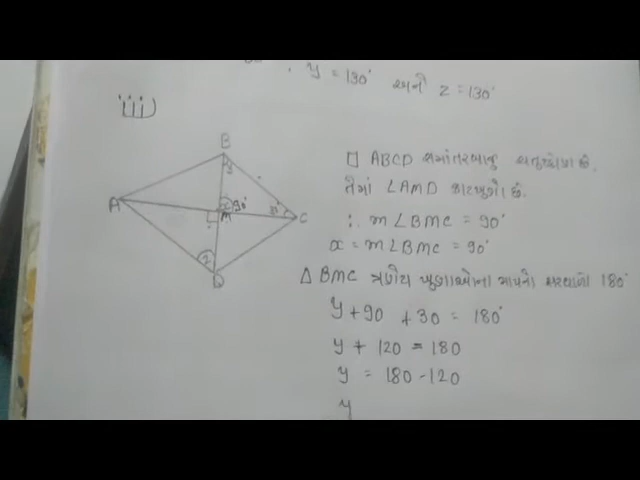 y = 130° અને z = 130°
iii)
B
y
A
x 90°
M
30°
C
z
D
□ ABCD સમાંતરબાજુ ચતુષ્કોણ છે.
તેમાં ∠AMD કાટખૂણો છે.
∴ m∠BMC = 90°
x = m∠BMC = 90°
△ BMC ત્રણેય ખૂણાઓના માપનો સરવાળો 180°
y + 90 + 30 = 180°
y + 120 = 180
y = 180 - 120
y